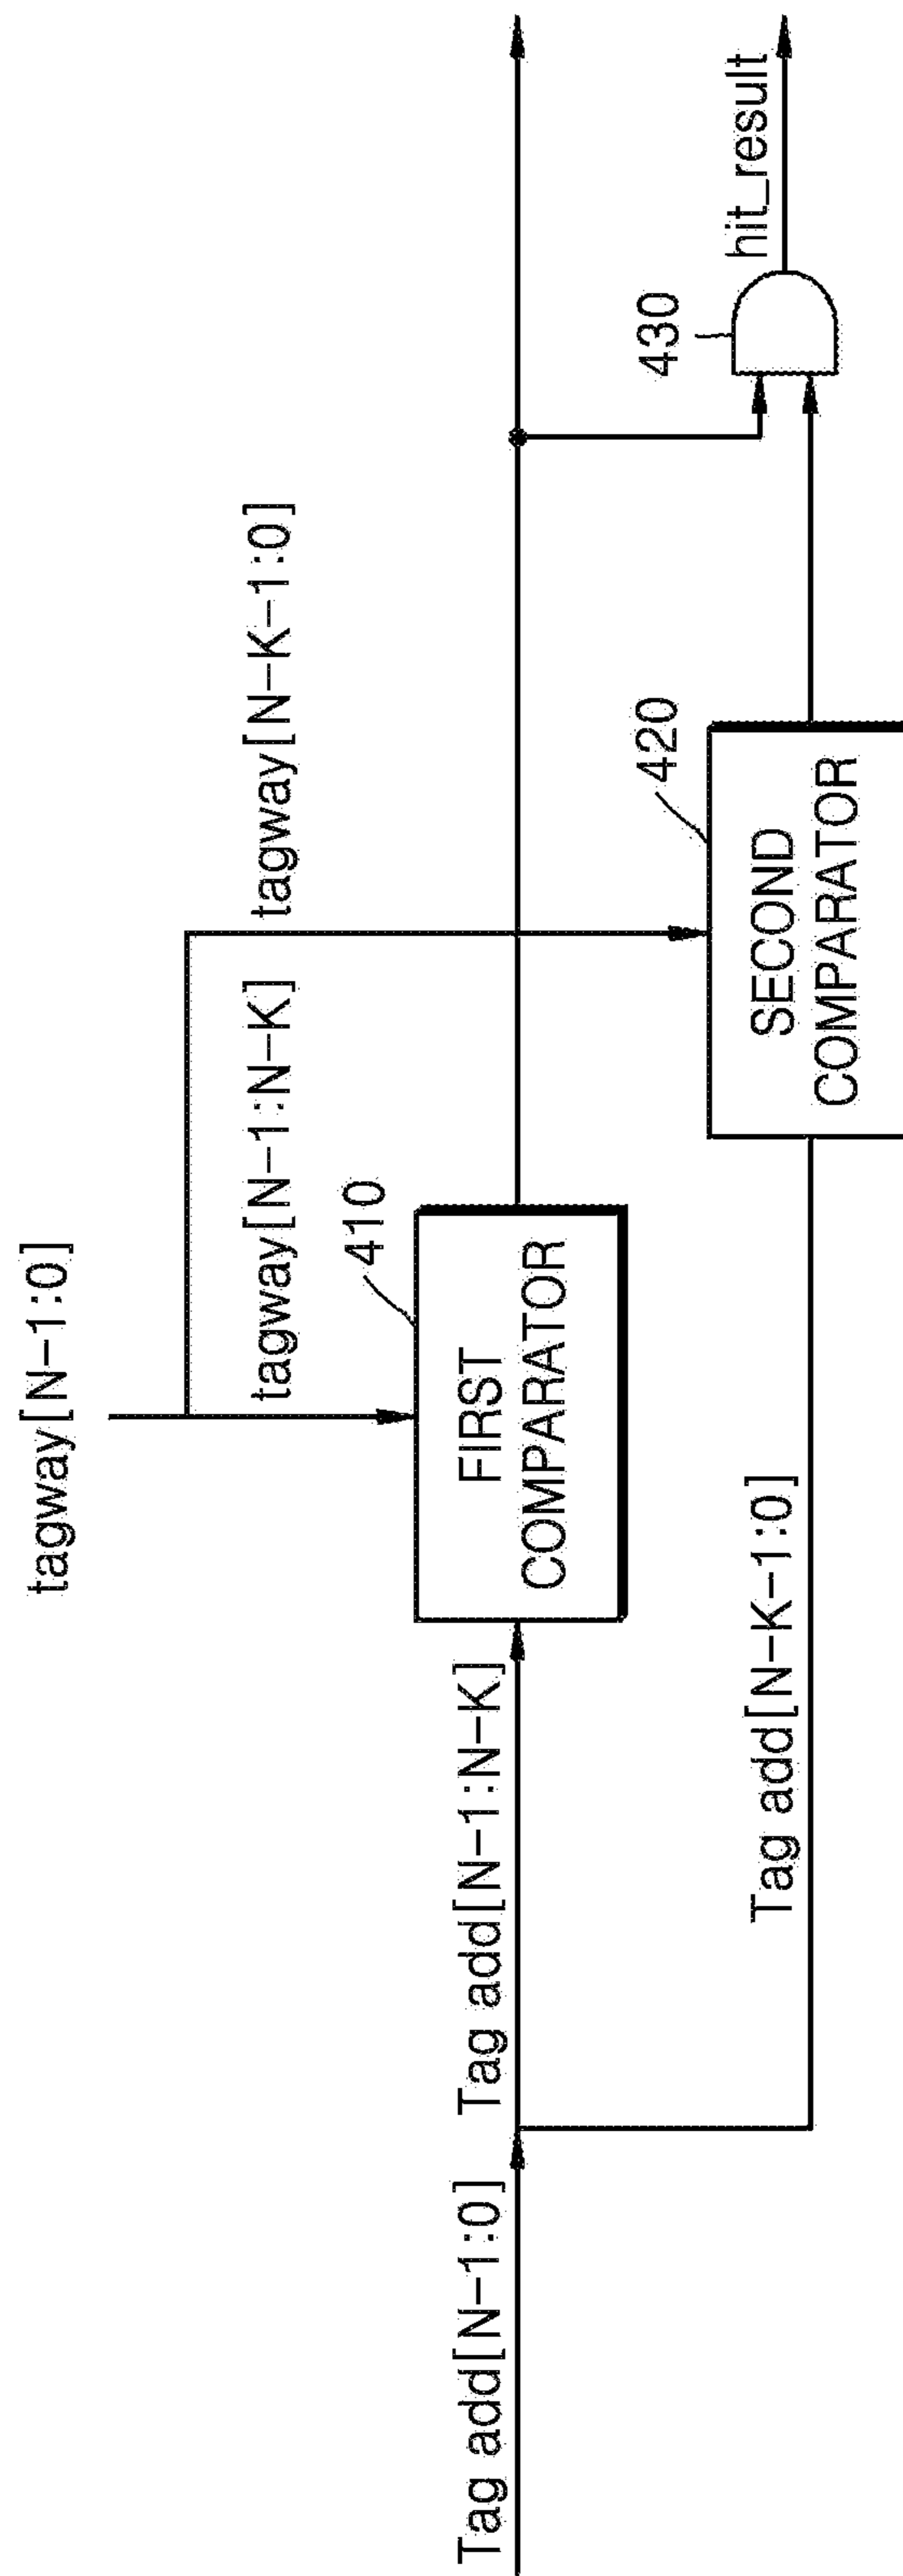 tagway[N-1:0]
tagway[N-1:N-K]
tagway[N-K-1:0]
410
Tag add[N-1:0]
Tag add[N-1:N-K]
FIRST
COMPARATOR
420
430
hit_result
Tag add[N-K-1:0]
SECOND
COMPARATOR